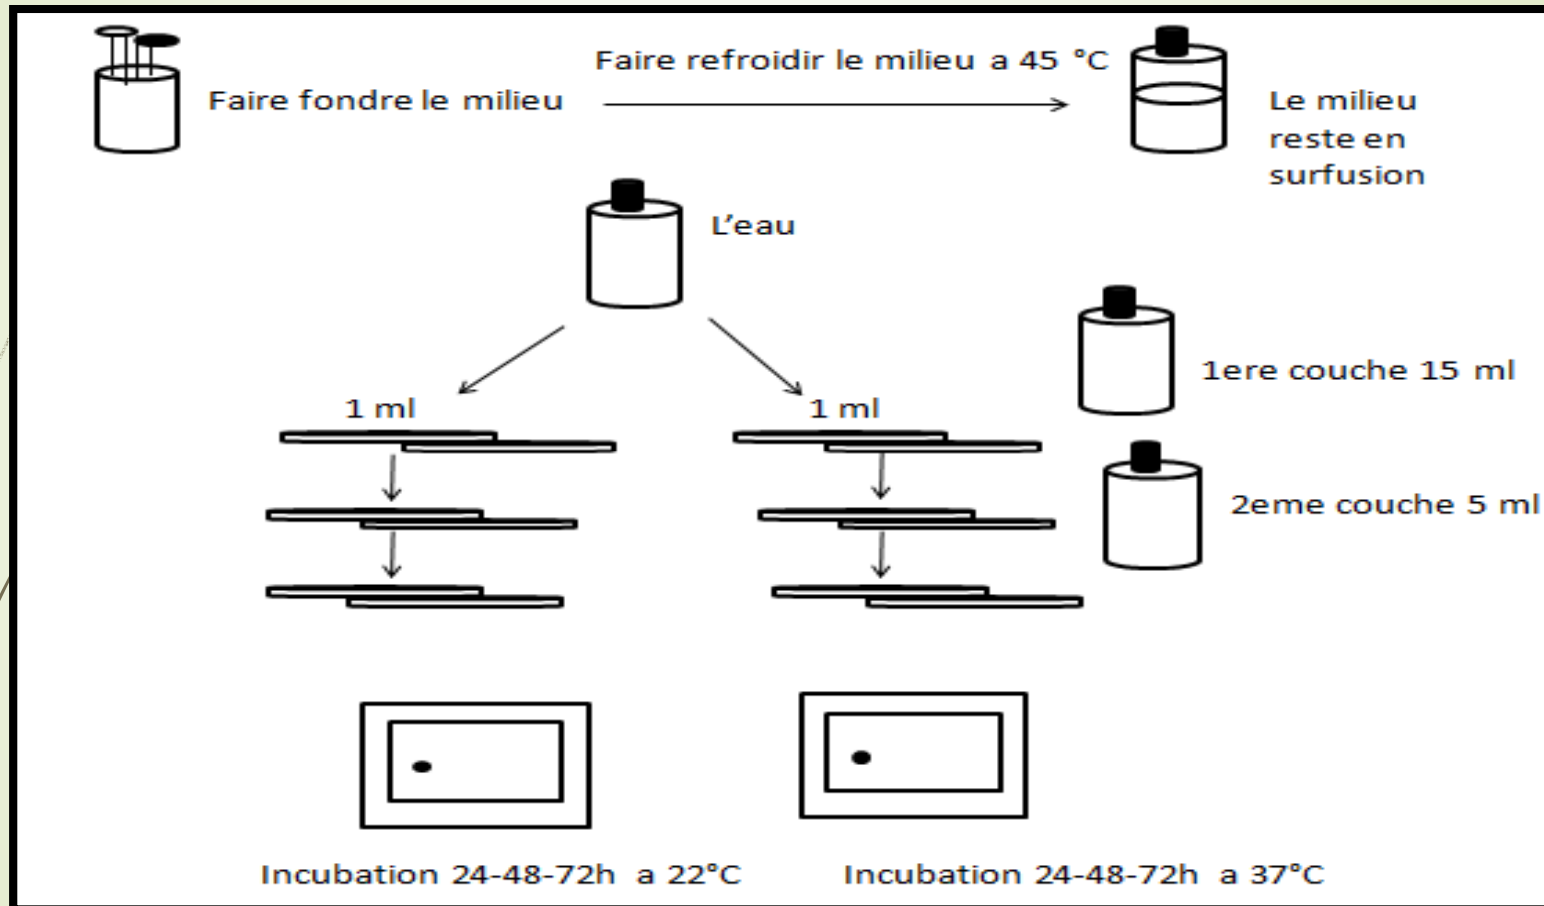 Faire refroidir le milieu a 45 °C
Faire fondre le milieu
Le milieu
reste en
surfusion
L’eau
1ere couche 15 ml
1 ml
1 ml
2eme couche 5 ml
Incubation 24-48-72h a 22°C
Incubation 24-48-72h a 37°C